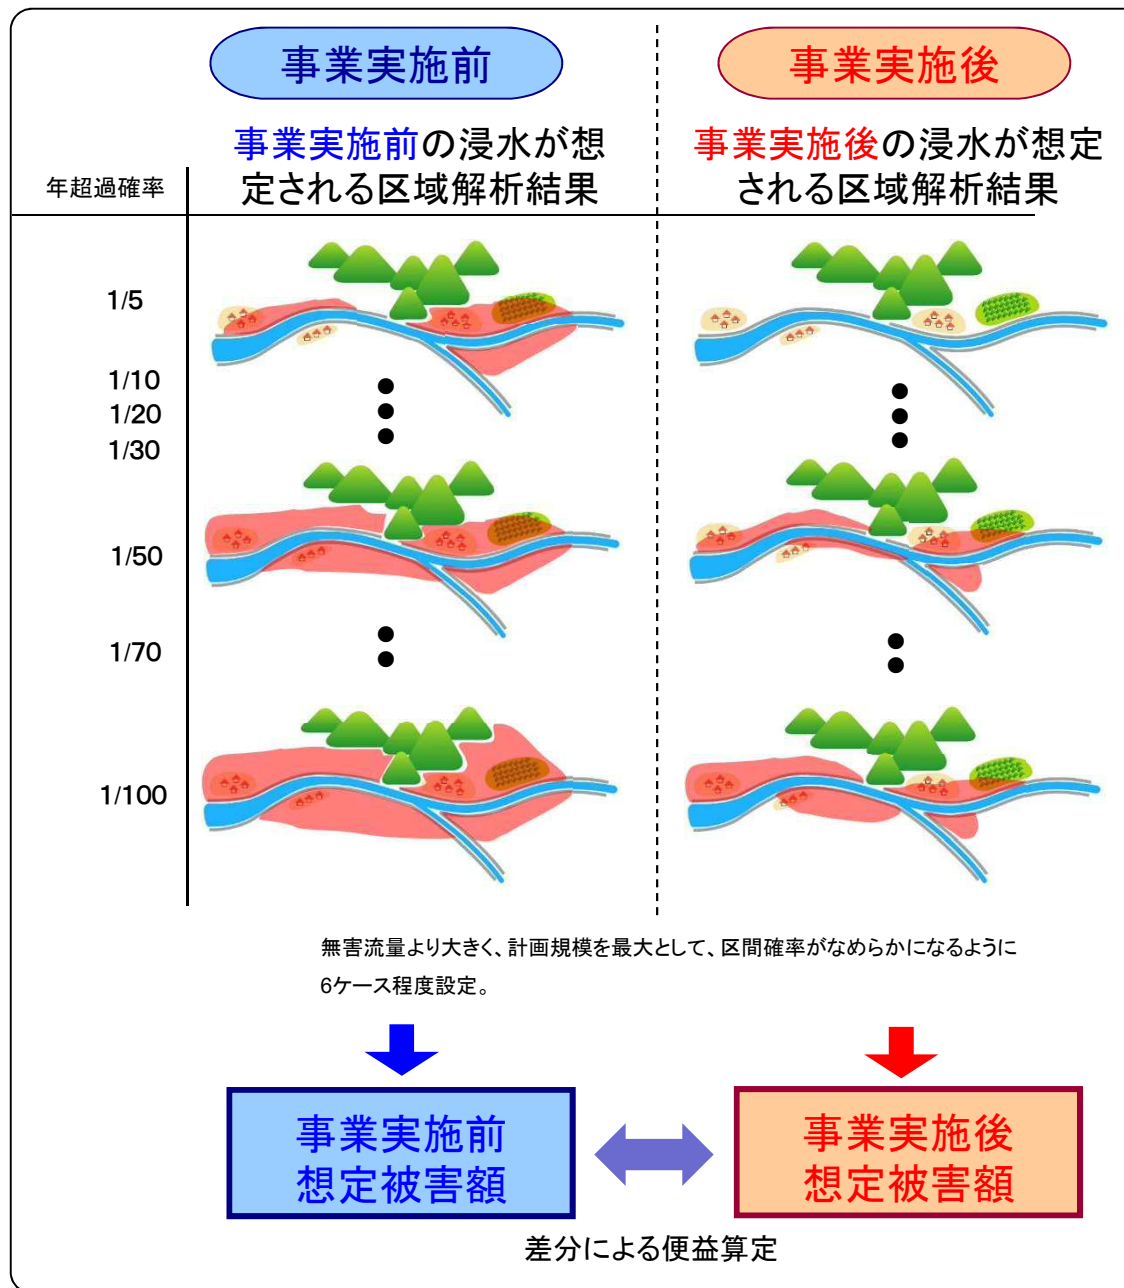 事業実施前
事業実施後
事業実施前の浸水が想
定される区域解析結果
事業実施後の浸水が想定
される区域解析結果
年超過確率
1/5
1/10
1/20
1/30
1/50
1/70
1/100
無害流量より大きく、計画規模を最大として、区間確率がなめらかになるように
6ケース程度設定。
事業実施前
想定被害額
事業実施後
想定被害額
差分による便益算定